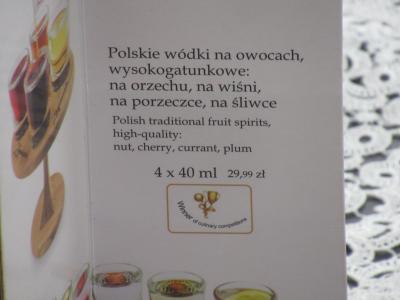 Polskie wódki na owocach,
wysokogatunkowe:
na orzechu, na wiśni,
na porzeczce, na śliwce
Polish traditional fruit spirits,
high-quality:
nut, cherry, currant, plum
4 x 40 ml 29,99 zł
Winner of culinary competitions